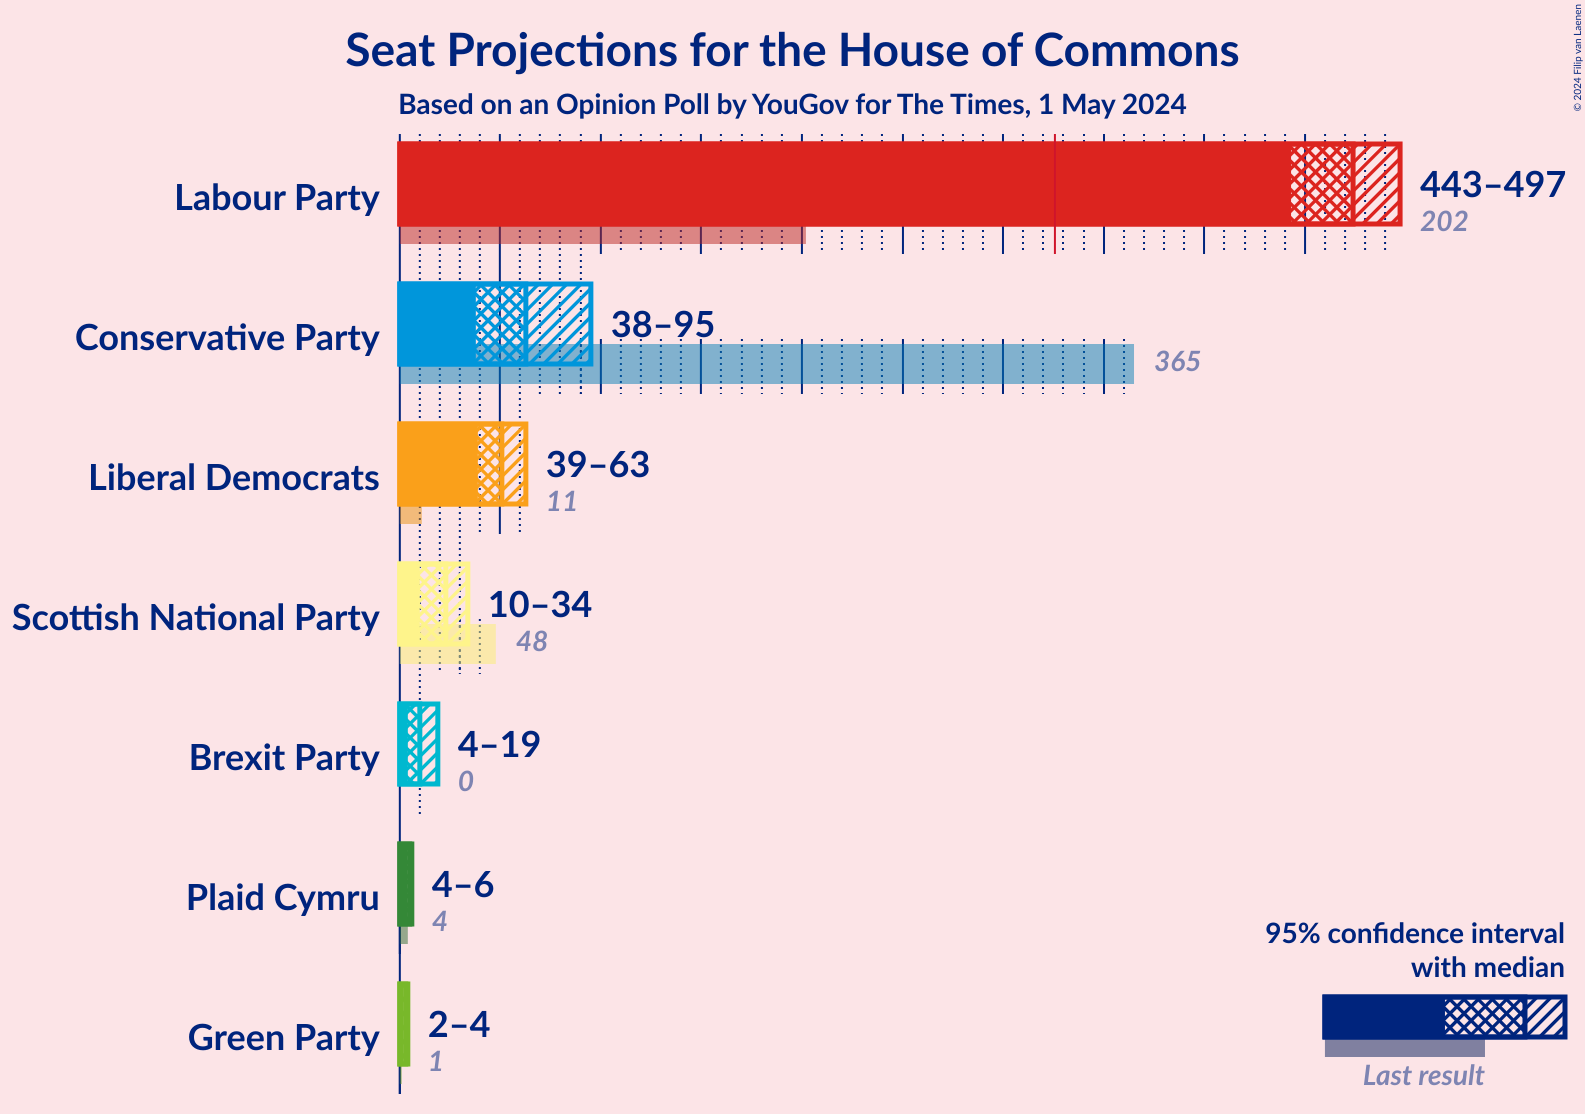 Seat Projections for the House of Commons
Based on an Opinion Poll by YouGov for The Times, 1 May 2024
© 2024 Filip van Laenen
Labour Party
443–497
202
Conservative Party
38–95
365
Liberal Democrats
39–63
11
Scottish National Party
10–34
48
Brexit Party
4–19
0
Plaid Cymru
4–6
4
Green Party
2–4
1
95% confidence interval
with median
Last result